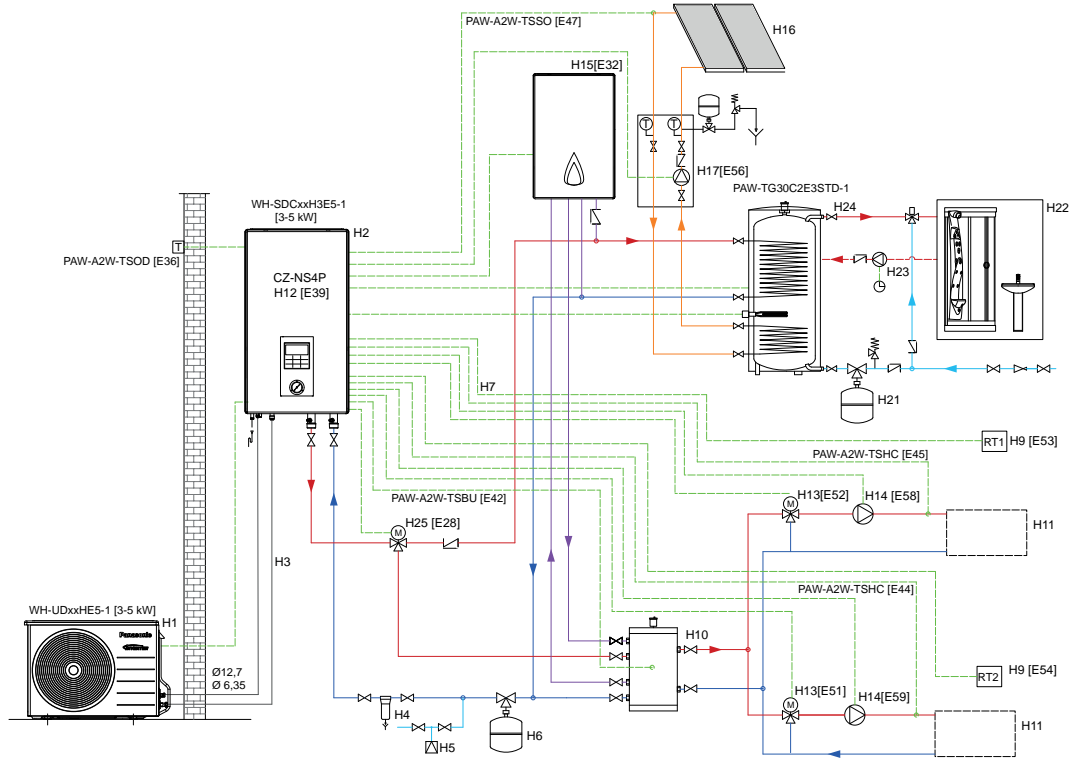 PAW-A2W-TSSO [E47]
H16
H15[E32]
T
T
H17[E56]
PAW-TG30C2E3STD-1
WH-SDCxxH3E5-1
[3-5 kW]
H24
H22
H2
T
PAW-A2W-TSOD [E36]
CZ-NS4P
H12 [E39]
H23
H7
H21
RT1
H9 [E53]
PAW-A2W-TSHC [E45]
PAW-A2W-TSBU [E42]
H13[E52]
H14 [E58]
M
H25 [E28]
M
H11
H3
PAW-A2W-TSHC [E44]
WH-UDxxHE5-1 [3-5 kW]
H1
Panasonic
INVERTER
H10
Ø12,7
Ø 6,35
RT2
H9 [E54]
H13[E51]
H14[E59]
M
H4
H5
H6
H11